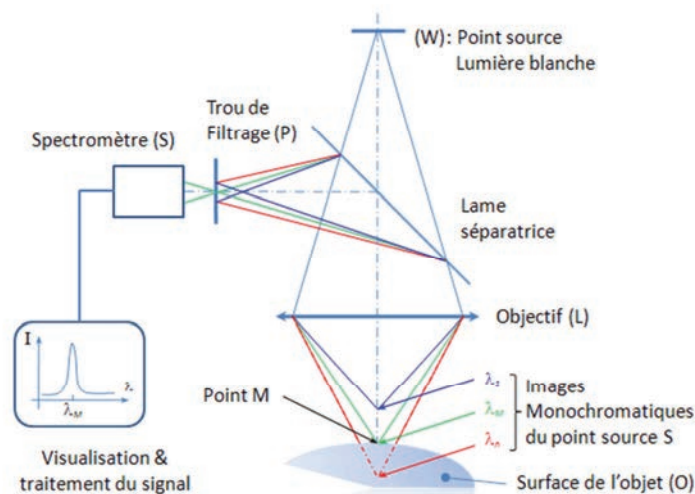 (W): Point source
Lumière blanche
Trou de
Filtrage (P)
Spectromètre (S)
Lame
séparatrice
Objectif (L)
I
λ
λM
Point M
λ1
λM
λn
Images
Monochromatiques
du point source S
Visualisation &
traitement du signal
Surface de l'objet (O)